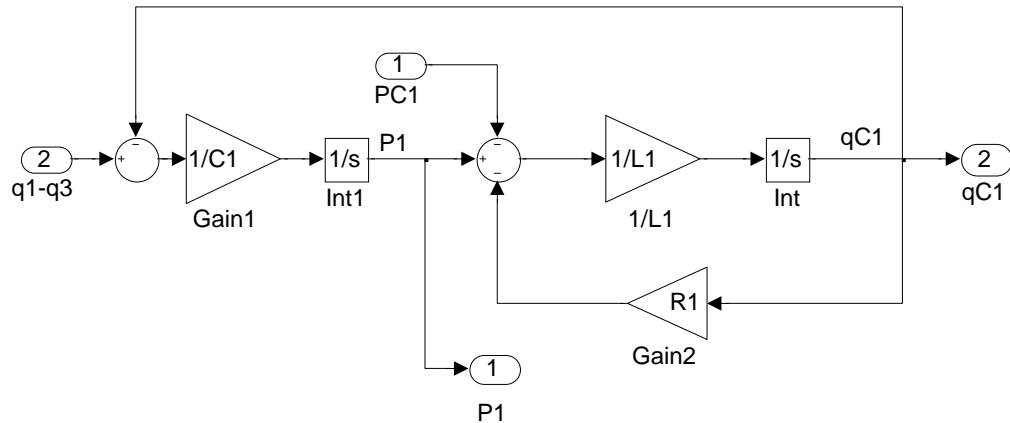 1
PC1
2
q1-q3
−
+
1/C1
Gain1
1/s
Int1
P1
−
+
−
1/L1
1/L1
1/s
Int
qC1
2
qC1
R1
Gain2
1
P1